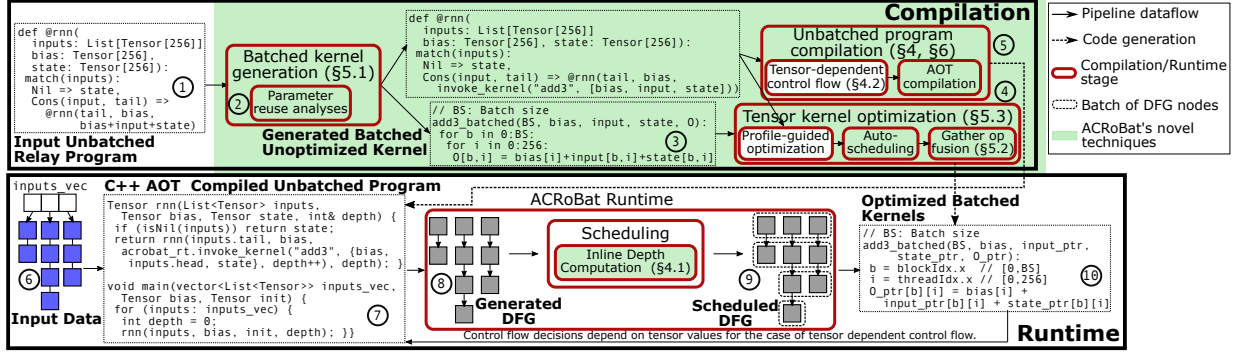 Compilation
def @rnn(
inputs: List[Tensor[256]]
bias: Tensor[256],
state: Tensor[256]):
match(inputs):
Nil => state,
Cons(input, tail) =>
@rnn(tail, bias,
bias+input+state)
1
Input Unbatched
Relay Program
Batched kernel
generation (§5.1)
2
Parameter
reuse analyses
Generated Batched
Unoptimized Kernel
def @rnn(
inputs: List[Tensor[256]]
bias: Tensor[256], state: Tensor[256]):
match(inputs):
Nil => state,
Cons(input, tail) => @rnn(tail, bias,
invoke_kernel("add3", [bias, input, state]))
// BS: Batch size
add3_batched(BS, bias, input, state, O):
for b in 0:BS:
for i in 0:256:
O[b,i] = bias[i]+input[b,i]+state[b,i]
3
Unbatched program
compilation (§4, §6)
5
Tensor-dependent
control flow (§4.2)
AOT
compilation
4
Tensor kernel optimization (§5.3)
Profile-guided
optimization
Auto-
scheduling
Gather op
fusion (§5.2)
Pipeline dataflow
Code generation
Compilation/Runtime
stage
Batch of DFG nodes
ACRoBat's novel
techniques
inputs_vec
6
Input Data
C++ AOT Compiled Unbatched Program
Tensor rnn(List<Tensor> inputs,
Tensor bias, Tensor state, int& depth) {
if (isNil(inputs)) return state;
return rnn(inputs.tail, bias,
acrobat_rt.invoke_kernel("add3", {bias,
inputs.head, state}, depth++), depth); }
void main(vector<List<Tensor>> inputs_vec,
Tensor bias, Tensor init) {
for (inputs: inputs_vec) {
int depth = 0;
rnn(inputs, bias, init, depth); }}
7
ACRoBat Runtime
8
Generated
DFG
Scheduling
Inline Depth
Computation (§4.1)
9
Scheduled
DFG
Optimized Batched
Kernels
// BS: Batch size
add3_batched(BS, bias, input_ptr,
state_ptr, O_ptr):
b = blockIdx.x // [0,BS]
i = threadIdx.x // [0,256]
O_ptr[b][i] = bias[i] +
input_ptr[b][i] + state_ptr[b][i]
10
Control flow decisions depend on tensor values for the case of tensor dependent control flow.
Runtime